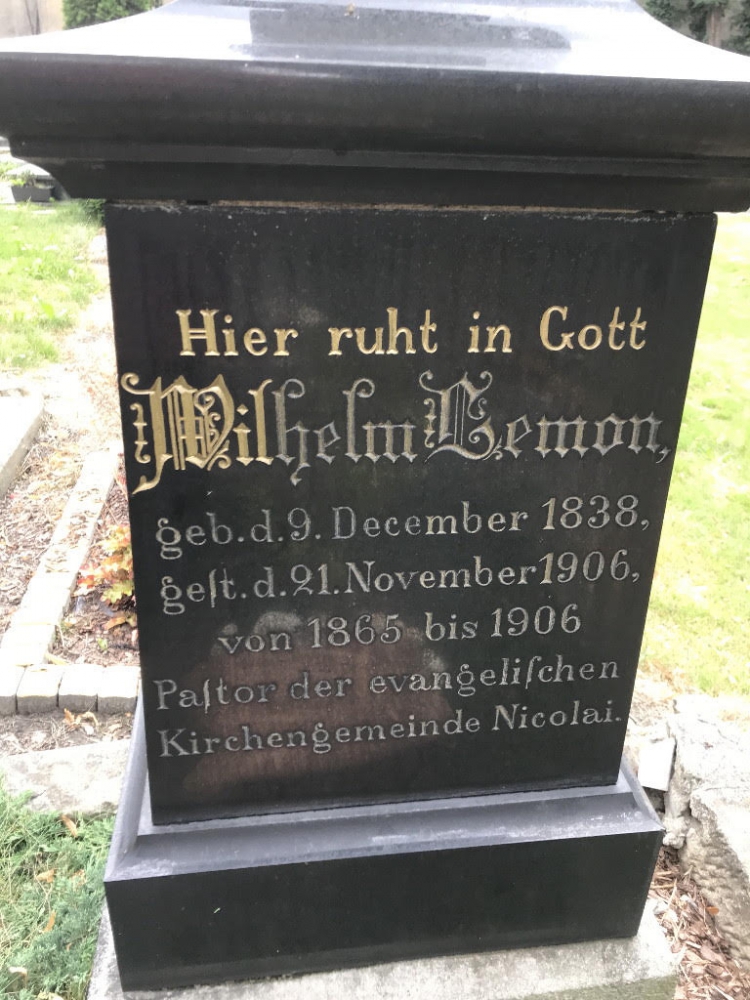 Hier ruht in Gott
Wilhelm Lemon,
geb. d. 9. December 1838,
geſt. d. 21. November 1906,
von 1865 bis 1906
Paſtor der evangeliſchen
Kirchengemeinde Nicolai.